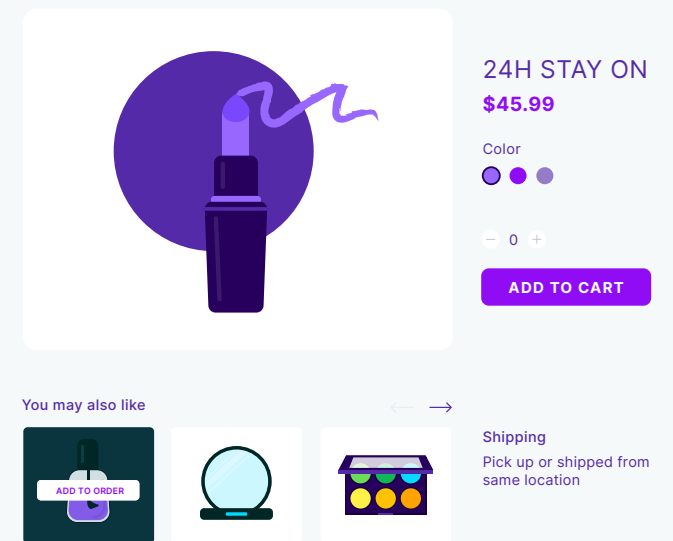 24H STAY ON
$45.99
Color
0
ADD TO CART
You may also like
ADD TO ORDER
Shipping
Pick up or shipped from
same location